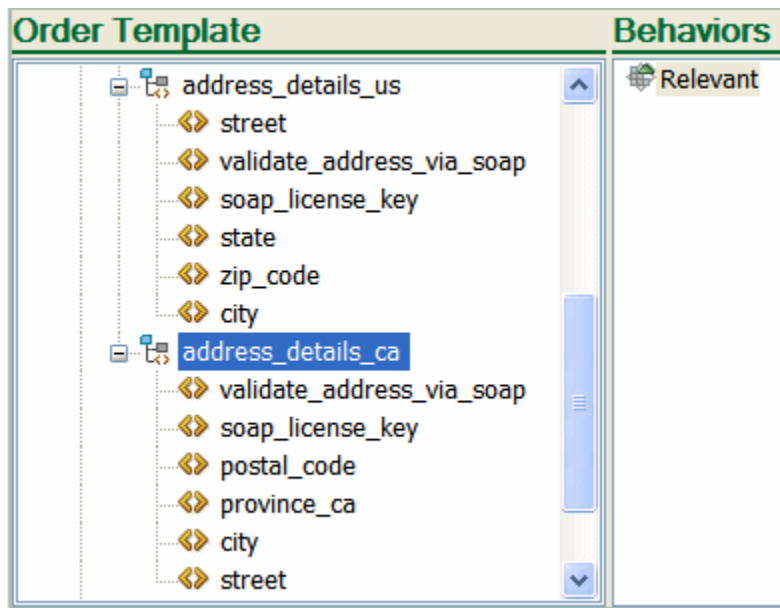 Order Template
Behaviors
address_details_us
street
validate_address_via_soap
soap_license_key
state
zip_code
city
address_details_ca
validate_address_via_soap
soap_license_key
postal_code
province_ca
city
street
Relevant